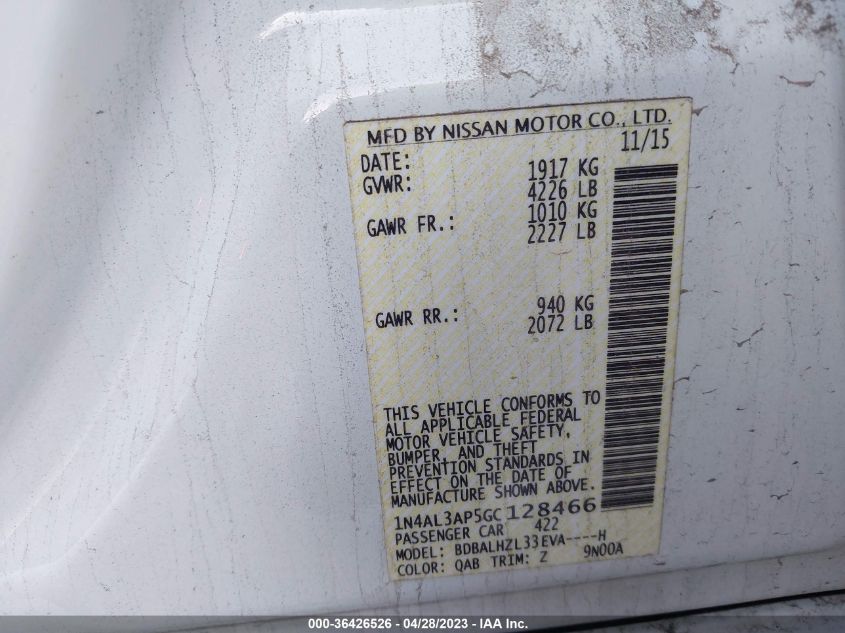 MFD BY NISSAN MOTOR CO., LTD.
DATE: 11/15
GVWR: 1917 KG
4226 LB
GAWR FR.: 1010 KG
2227 LB
GAWR RR.: 940 KG
2072 LB
THIS VEHICLE CONFORMS TO
ALL APPLICABLE FEDERAL
MOTOR VEHICLE SAFETY,
BUMPER, AND THEFT
PREVENTION STANDARDS IN
EFFECT ON THE DATE OF
MANUFACTURE SHOWN ABOVE.
1N4AL3AP5GC128466
PASSENGER CAR 422
MODEL: BDBALHZL33EVA----H
COLOR: QAB TRIM: Z 9N00A
000-36426526 - 04/28/2023 - IAA Inc.